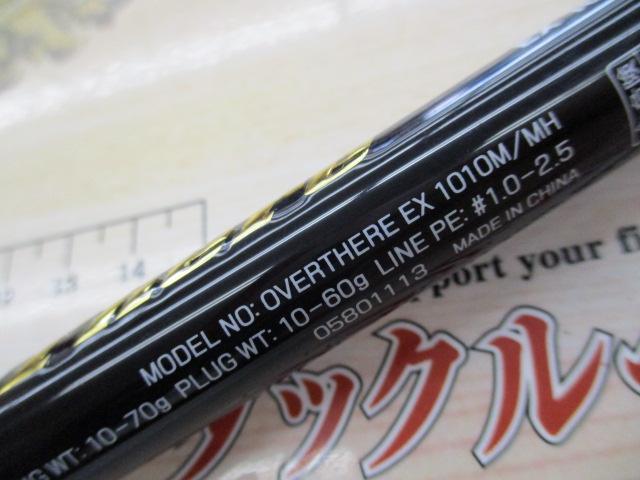 MODEL NO: OVERTHERE EX 1010M/MH
PLUG WT: 10-60g LINE PE: #1.0-2.5
05801113 MADE IN CHINA
WT: 10-70g
port your fi
ックル
13 14